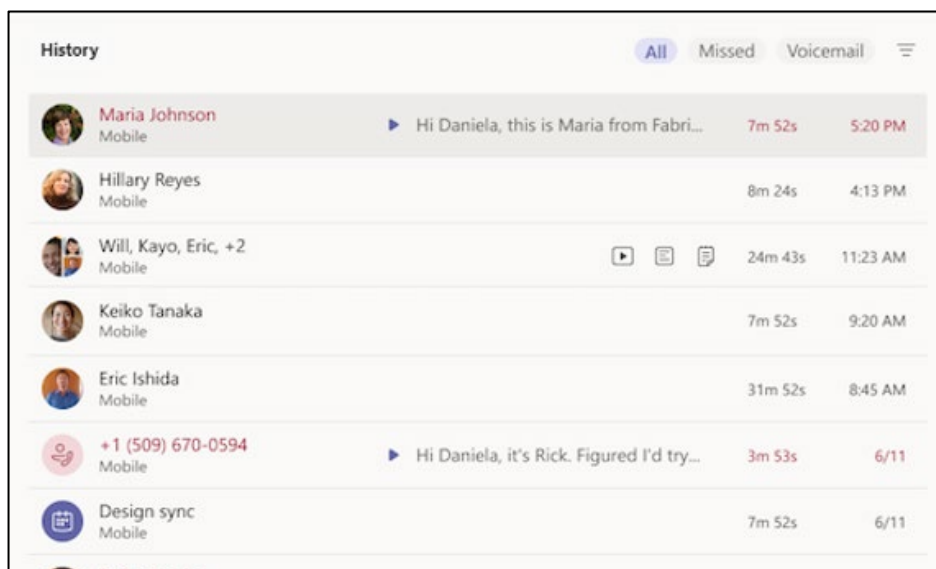 History
All Missed Voicemail
Maria Johnson
Mobile
Hi Daniela, this is Maria from Fabri...
7m 52s
5:20 PM
Hillary Reyes
Mobile
8m 24s
4:13 PM
Will, Kayo, Eric, +2
Mobile
24m 43s
11:23 AM
Keiko Tanaka
Mobile
7m 52s
9:20 AM
Eric Ishida
Mobile
31m 52s
8:45 AM
+1 (509) 670-0594
Mobile
Hi Daniela, it's Rick. Figured I'd try...
3m 53s
6/11
Design sync
Mobile
7m 52s
6/11